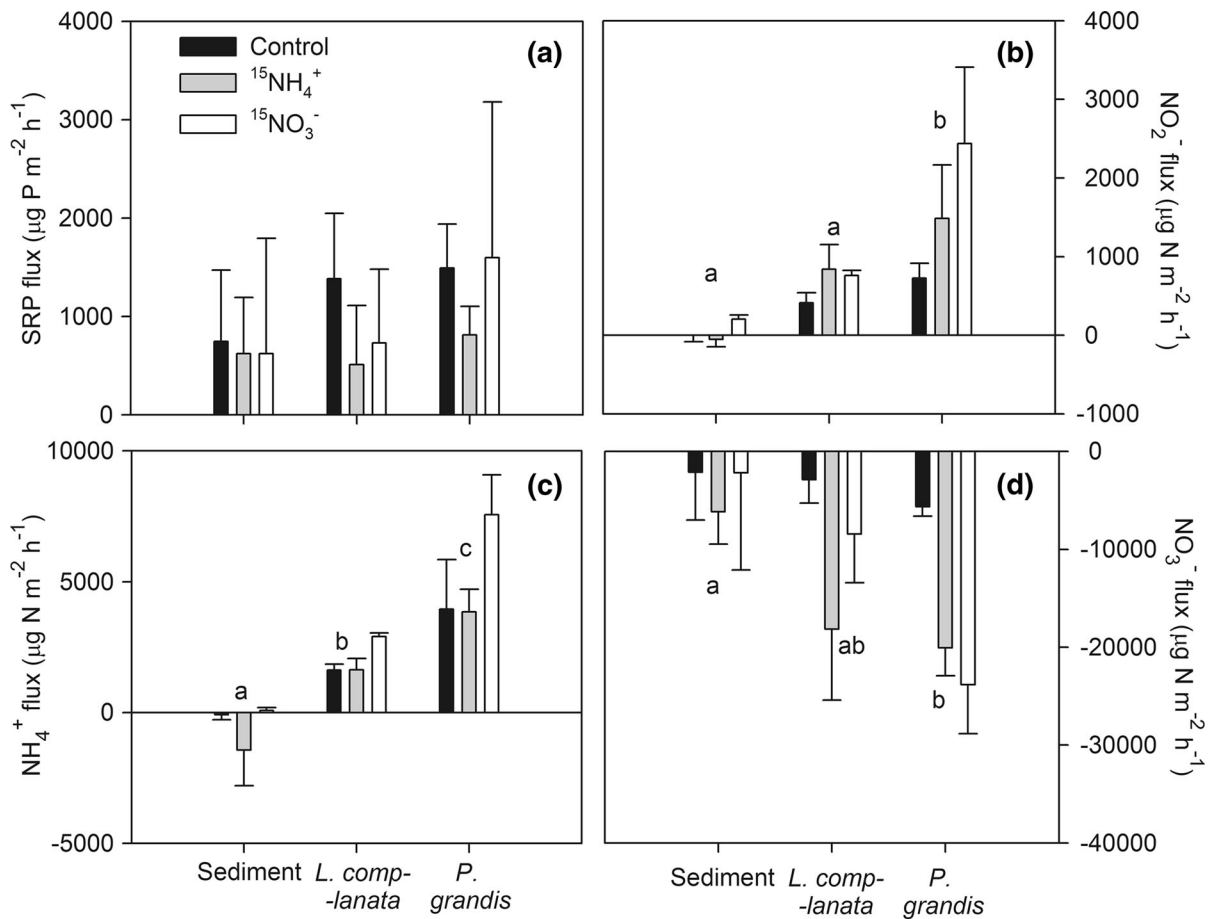 4000
3000
2000
1000
0
SRP flux (µg P m⁻² h⁻¹)
Control
¹⁵NH₄⁺
¹⁵NO₃⁻
(a)
4000
3000
2000
1000
0
-1000
NO₂⁻ flux (µg N m⁻² h⁻¹)
(b)
a
a
b
10000
5000
0
-5000
NH₄⁺ flux (µg N m⁻² h⁻¹)
(c)
a
b
c
Sediment
L. comp-
-lanata
P.
grandis
0
-10000
-20000
-30000
-40000
NO₃⁻ flux (µg N m⁻² h⁻¹)
(d)
a
ab
b
Sediment
L. comp-
-lanata
P.
grandis